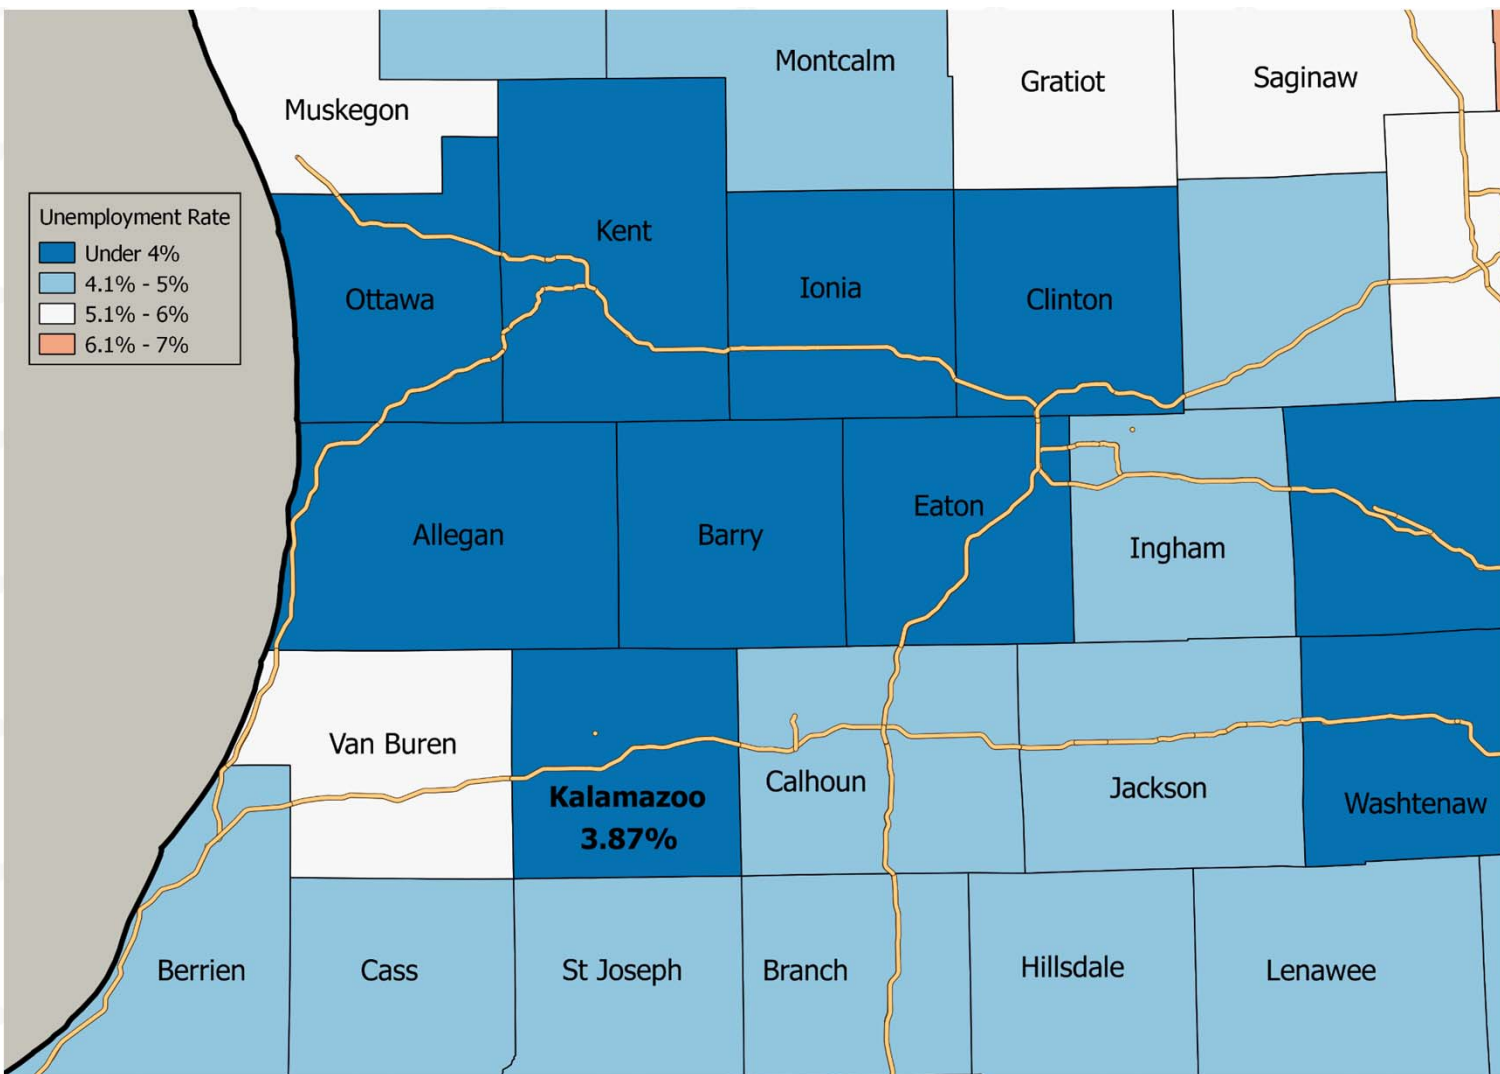 Montcalm
Gratiot
Saginaw
Muskegon
Unemployment Rate
Under 4%
4.1% - 5%
5.1% - 6%
6.1% - 7%
Kent
Ottawa
Ionia
Clinton
Allegan
Barry
Eaton
Ingham
Van Buren
Kalamazoo
3.87%
Calhoun
Jackson
Washtenaw
Berrien
Cass
St Joseph
Branch
Hillsdale
Lenawee